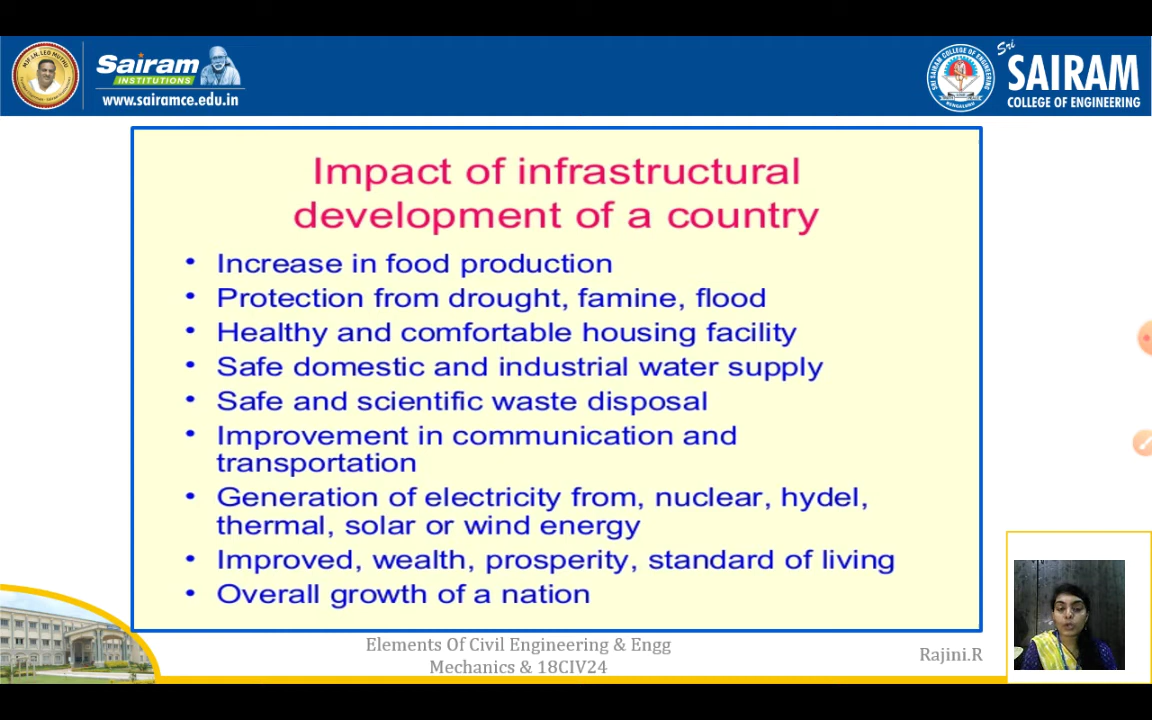 Sairam
INSTITUTIONS
www.sairamce.edu.in
Sri
SAIRAM
COLLEGE OF ENGINEERING
Impact of infrastructural
development of a country
• Increase in food production
• Protection from drought, famine, flood
• Healthy and comfortable housing facility
• Safe domestic and industrial water supply
• Safe and scientific waste disposal
• Improvement in communication and
transportation
• Generation of electricity from, nuclear, hydel,
thermal, solar or wind energy
• Improved, wealth, prosperity, standard of living
• Overall growth of a nation
Elements Of Civil Engineering & Engg
Mechanics & 18CIV24
Rajini.R